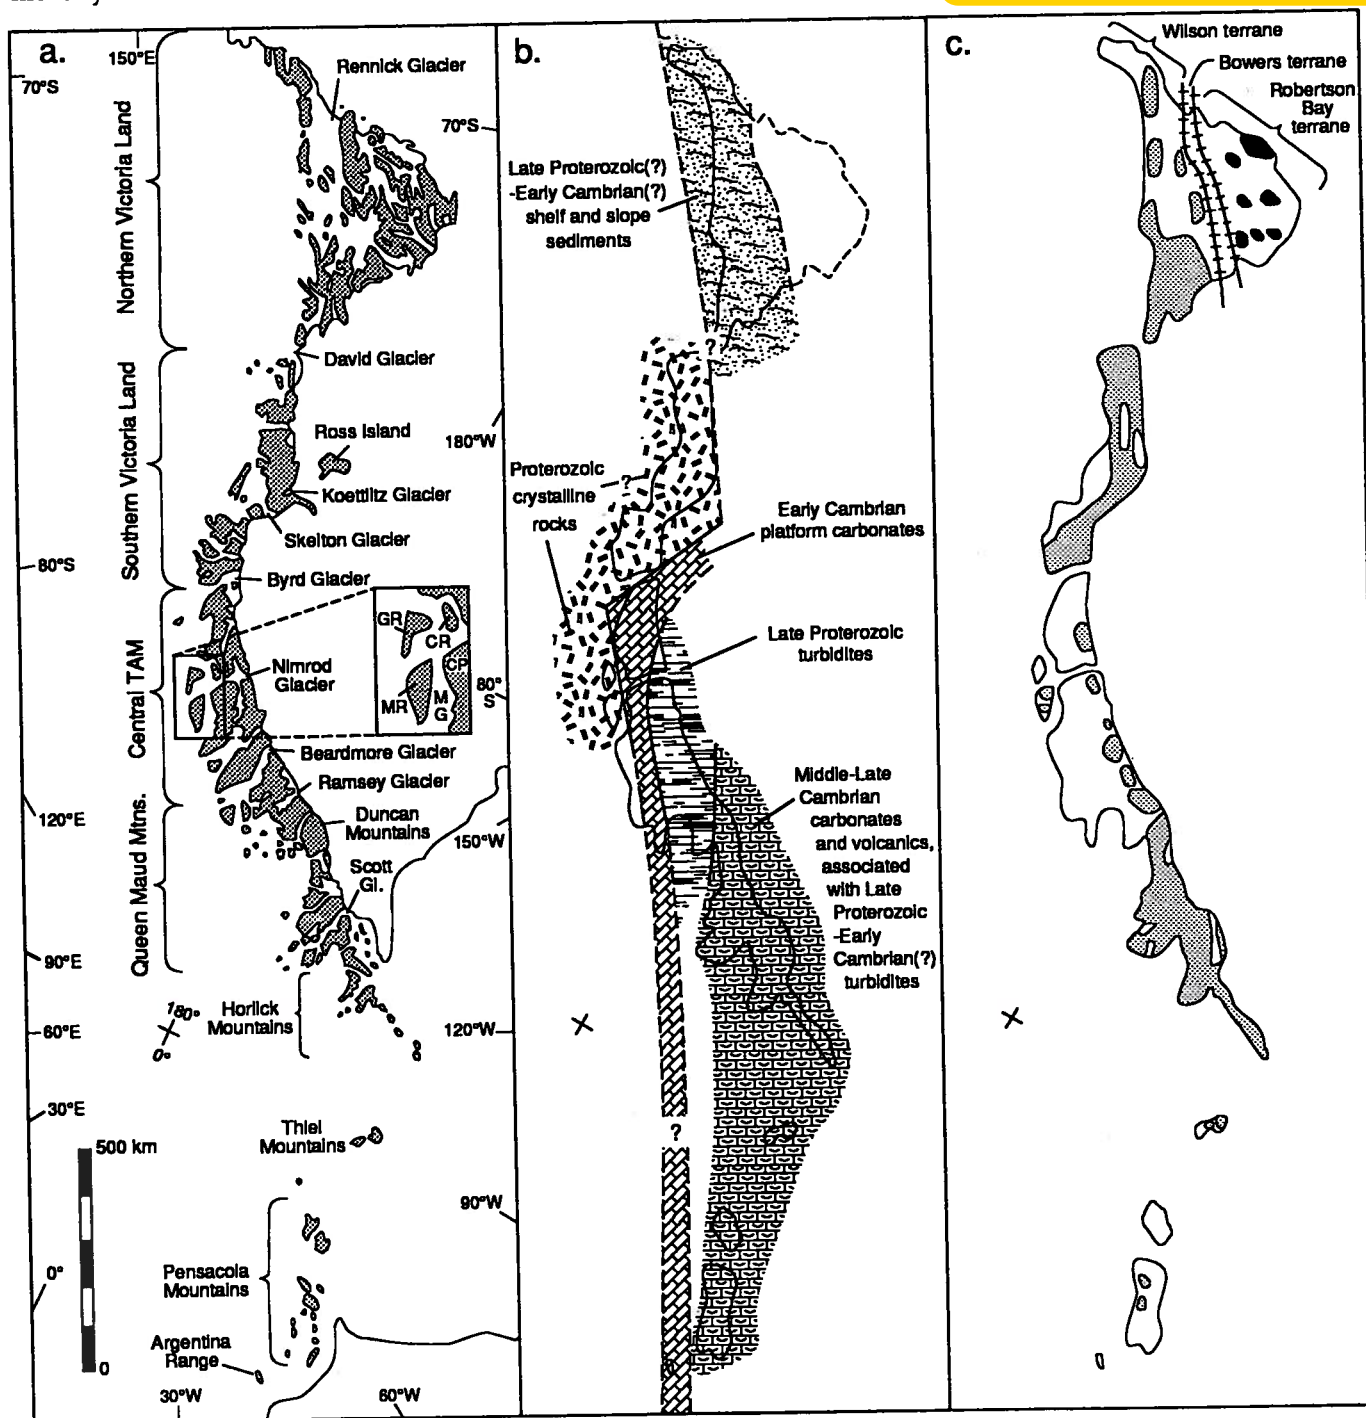 a.
150°E
70°S
Rennick Glacier
70°S
Northern Victoria Land
David Glacier
Southern Victoria Land
Ross Island
180°W
Koettlitz Glacier
Skelton Glacier
80°S
Byrd Glacier
GR
CR
CP
MR
M
G
Nimrod
Glacier
80°
S
Central TAM
Beardmore Glacier
Ramsey Glacier
120°E
Duncan
Mountains
150°W
Queen Maud Mtns.
Scott
Gl.
90°E
180°
0°
Horlick
Mountains
60°E
120°W
30°E
Thiel
Mountains
500 km
0
90°W
0°
Pensacola
Mountains
Argentina
Range
30°W
60°W
b.
Late Proterozoic(?)
-Early Cambrian(?)
shelf and slope
sediments
?
Proterozoic
crystalline
rocks
?
Early Cambrian
platform carbonates
Late Proterozoic
turbidites
Middle-Late
Cambrian
carbonates
and volcanics,
associated
with Late
Proterozoic
-Early
Cambrian(?)
turbidites
?
c.
Wilson terrane
Bowers terrane
Robertson
Bay
terrane